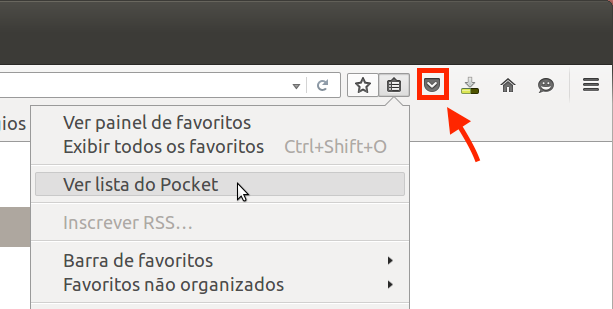 ios
Ver painel de favoritos
Exibir todos os favoritos Ctrl+Shift+O
Ver lista do Pocket
Inscrever RSS...
Barra de favoritos
Favoritos não organizados